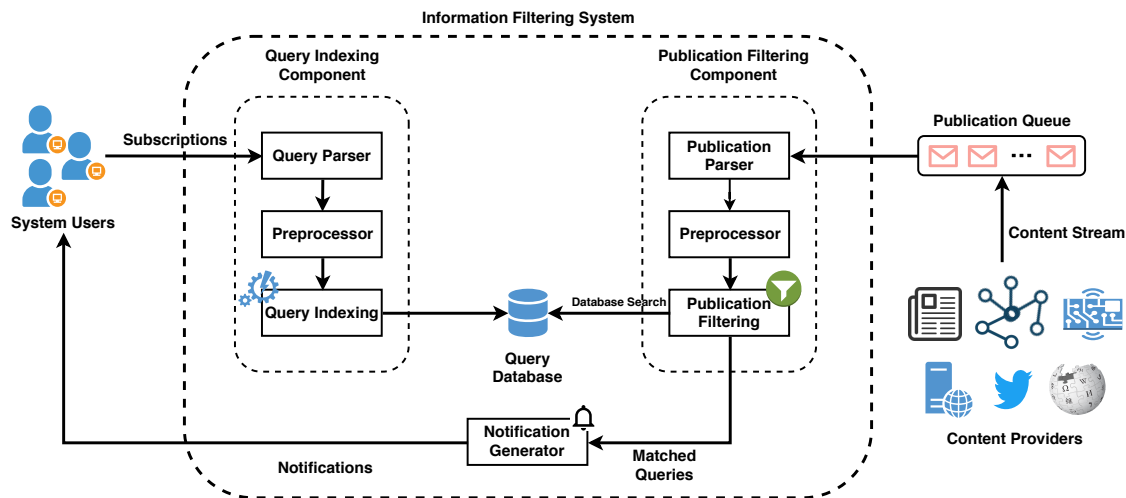 Information Filtering System
Query Indexing
Component
Publication Filtering
Component
Subscriptions
Query Parser
Publication
Parser
Publication Queue
System Users
Preprocessor
Preprocessor
Content Stream
Query Indexing
Database Search
Publication
Filtering
Query
Database
Notification
Generator
Matched
Queries
Notifications
Content Providers